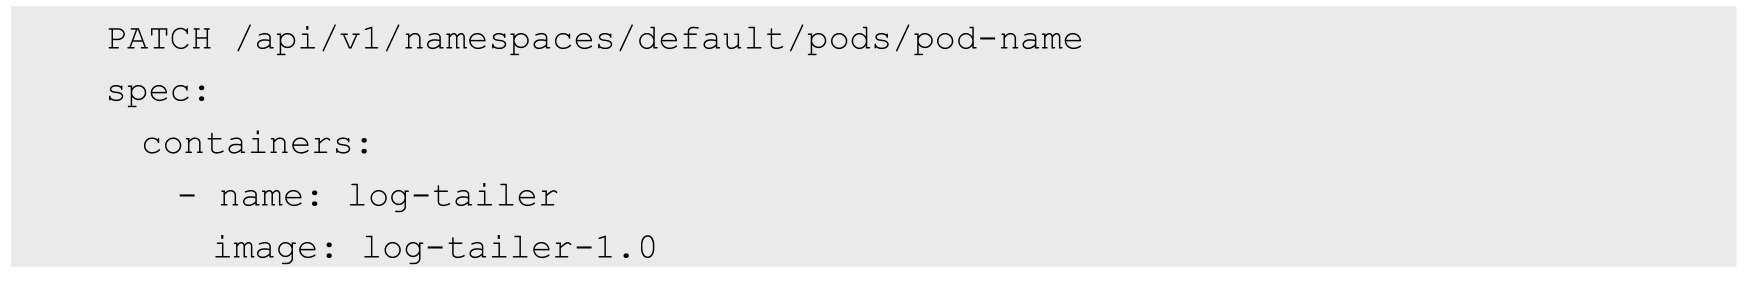 PATCH /api/v1/namespaces/default/pods/pod-name
spec:
  containers:
    - name: log-tailer
      image: log-tailer-1.0